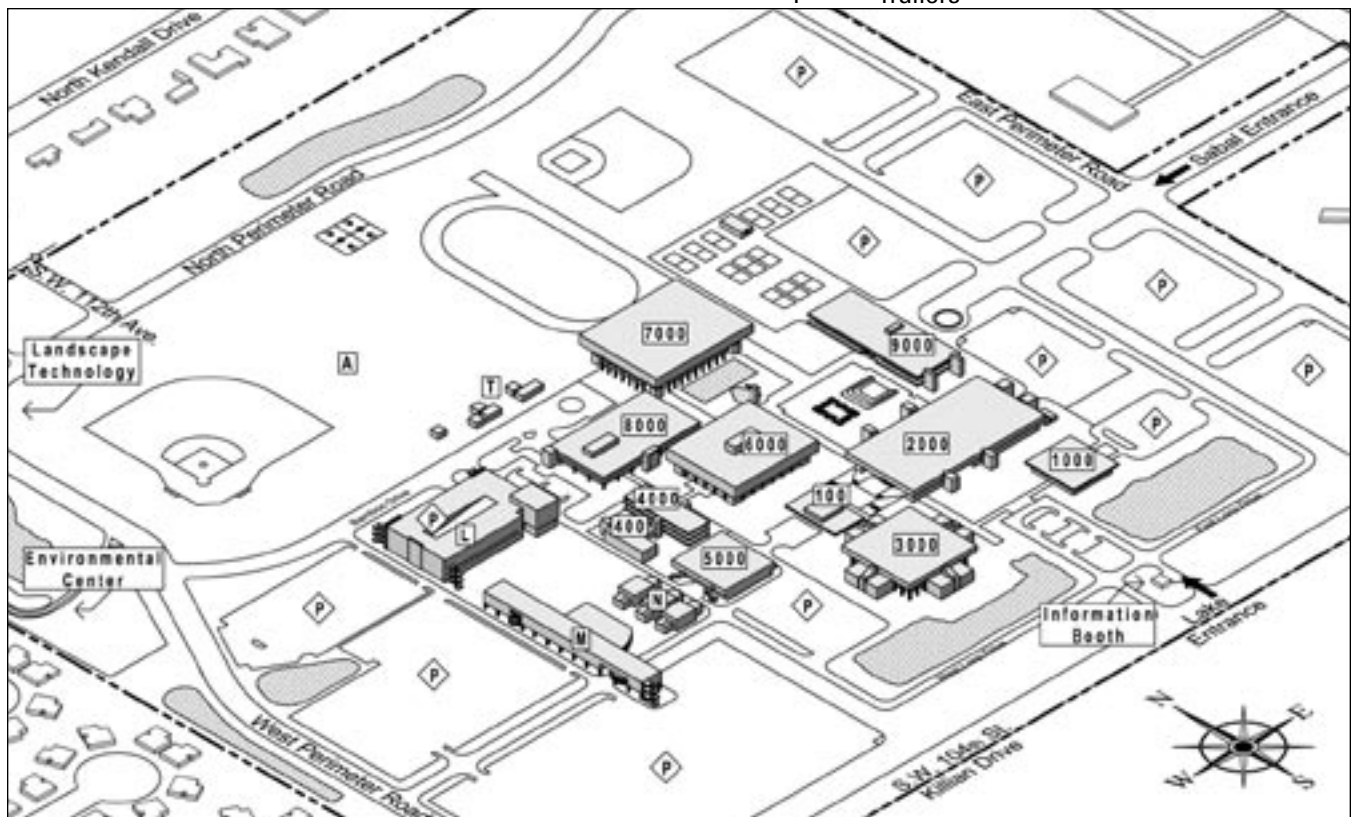 Trailers
North Kendall Drive
P
East Perimeter Road
Sabal Entrance
P
North Perimeter Road
P
P
S.W. 112th Ave.
7000
9000
P
P
Landscape
Technology
A
T
P
8000
6000
2000
1000
4000
100
P
L
400
3000
5000
Environmental
Center
P
N
P
Information
Booth
Lake
Entrance
M
P
West Perimeter Road
P
S.W. 104th St.
Killian Drive
N
E
W
S